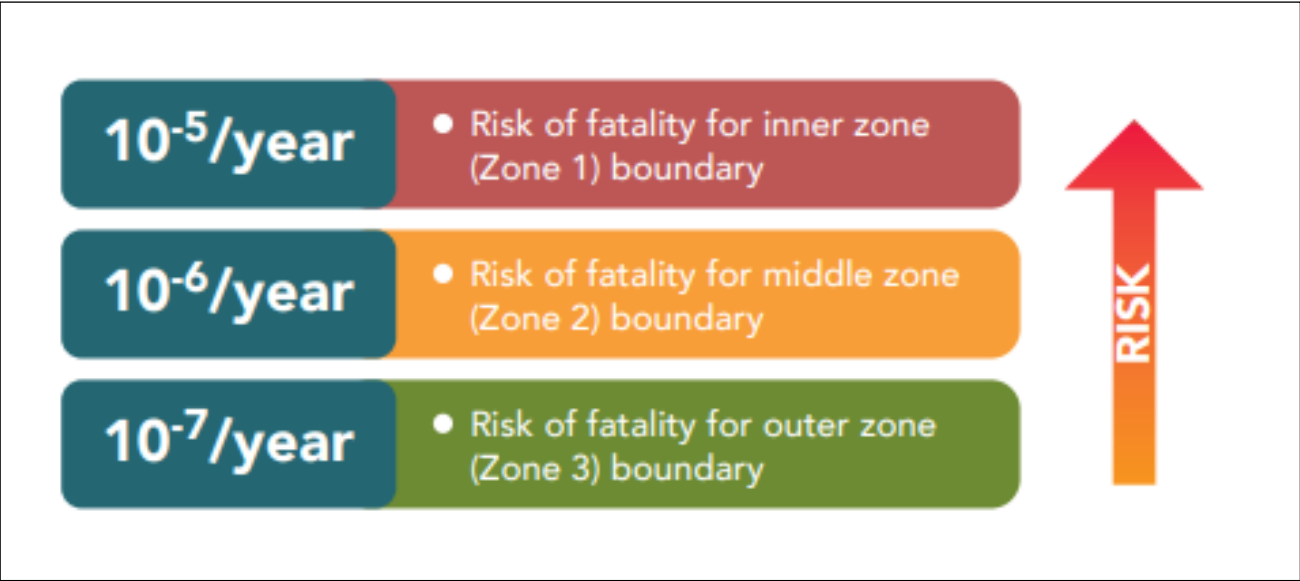 10⁻⁵/year
● Risk of fatality for inner zone
(Zone 1) boundary
10⁻⁶/year
● Risk of fatality for middle zone
(Zone 2) boundary
10⁻⁷/year
● Risk of fatality for outer zone
(Zone 3) boundary
RISK